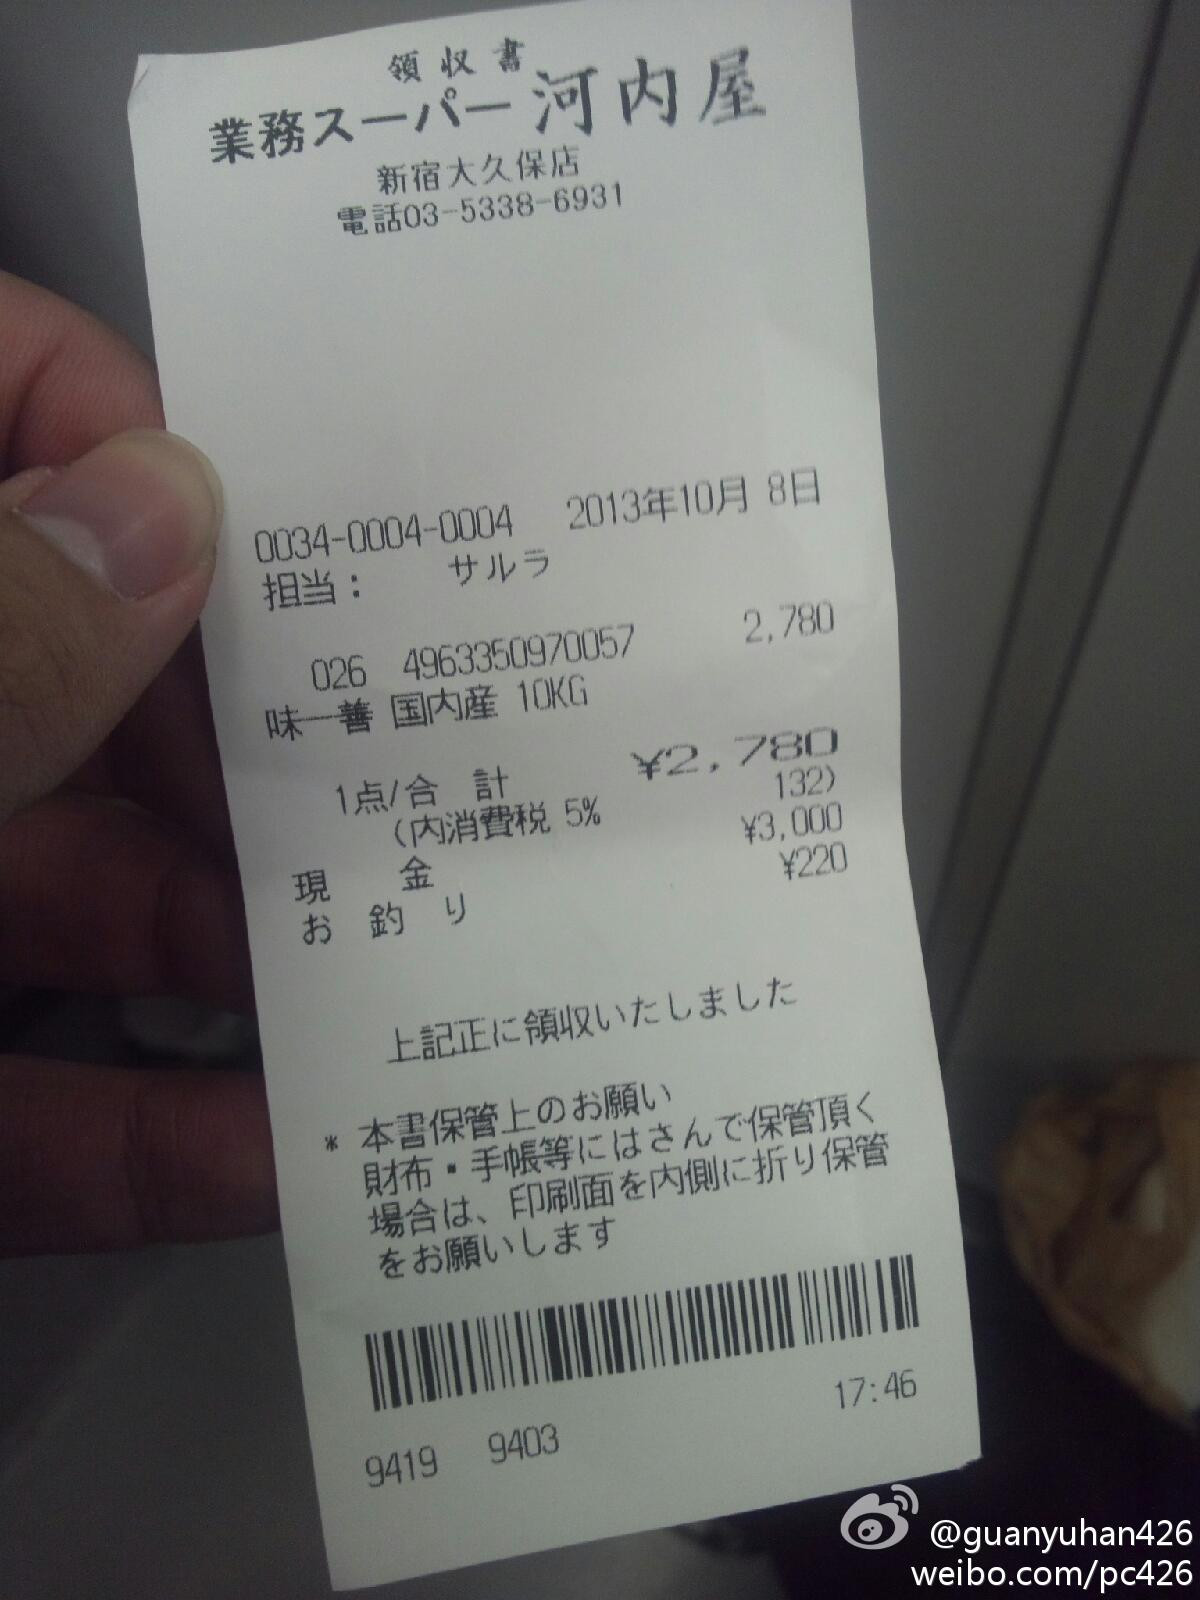 領収書
業務スーパー河内屋
新宿大久保店
電話03-5338-6931
0034-0004-0004 2013年10月 8日
担当: サルラ
026 4963350970057 2,780
味一善 国内産 10KG
1点/合 計 ¥2,780
(内消費税 5% 132)
現 金 ¥3,000
お 釣 り ¥220
上記正に領収いたしました
* 本書保管上のお願い
財布・手帳等にはさんで保管頂く
場合は、印刷面を内側に折り保管
をお願いします
17:46
9419 9403
@guanyuhan426
weibo.com/pc426